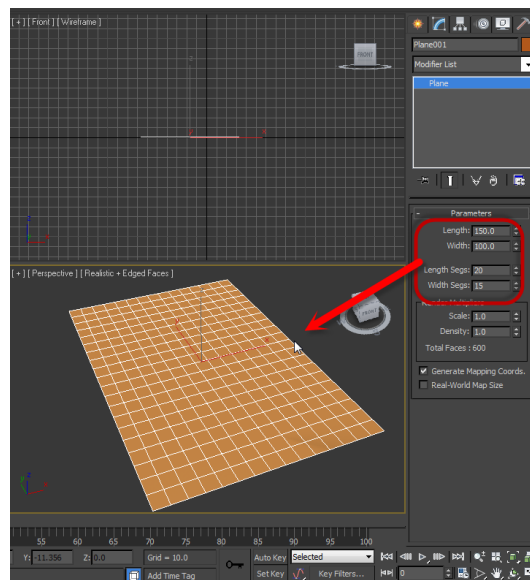 [ + ] [ Front ] [ Wireframe ]
FRONT
Plane001
Modifier List
Plane
- Parameters
Length: 150.0
Width: 100.0
Length Segs: 20
Width Segs: 15
Render Multipliers
Scale: 1.0
Density: 1.0
Total Faces : 600
Generate Mapping Coords.
Real-World Map Size
[ + ] [ Perspective ] [ Realistic + Edged Faces ]
FRONT
55 60 65 70 75 80 85 90 95 100
Y: -11.356 Z: 0.0 Grid = 10.0 Auto Key Selected
Add Time Tag Set Key Key Filters... 0